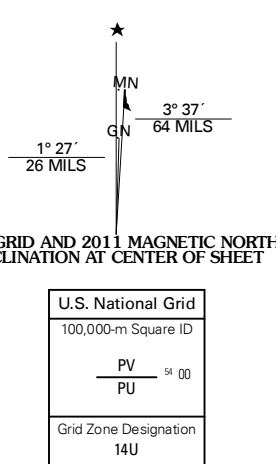 MN
3° 37´
64 MILS
GN
1° 27´
26 MILS
GRID AND 2011 MAGNETIC NORTH
CLINATION AT CENTER OF SHEET
U.S. National Grid
100,000-m Square ID
PV
54 00
PU
Grid Zone Designation
14U